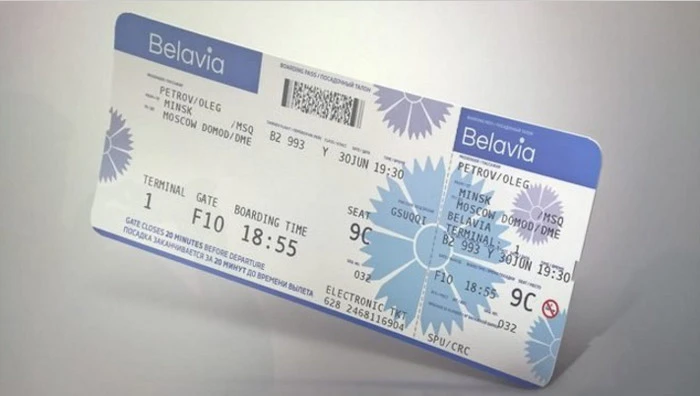 Belavia
BOARDING PASS / ПОСАДОЧНЫЙ ТАЛОН
PETROV/OLEG
MINSK /MSQ
MOSCOW DOMOD/DME
B2 993 Y 30JUN 19:30
TERMINAL GATE BOARDING TIME SEAT
1 F10 18:55 9C
GSUQQI
032
GATE CLOSES 20 MINUTES BEFORE DEPARTURE
ПОСАДКА ЗАКАНЧИВАЕТСЯ ЗА 20 МИНУТ ДО ВРЕМЕНИ ВЫЛЕТА
ELECTRONIC TKT
628 2468116904
Belavia
PETROV/OLEG
MINSK /MSQ
MOSCOW DOMOD/DME
BELAVIA
TERMINAL: 1
B2 993 Y 30JUN 19:30
F10 18:55 9C
032
SPU/CRC